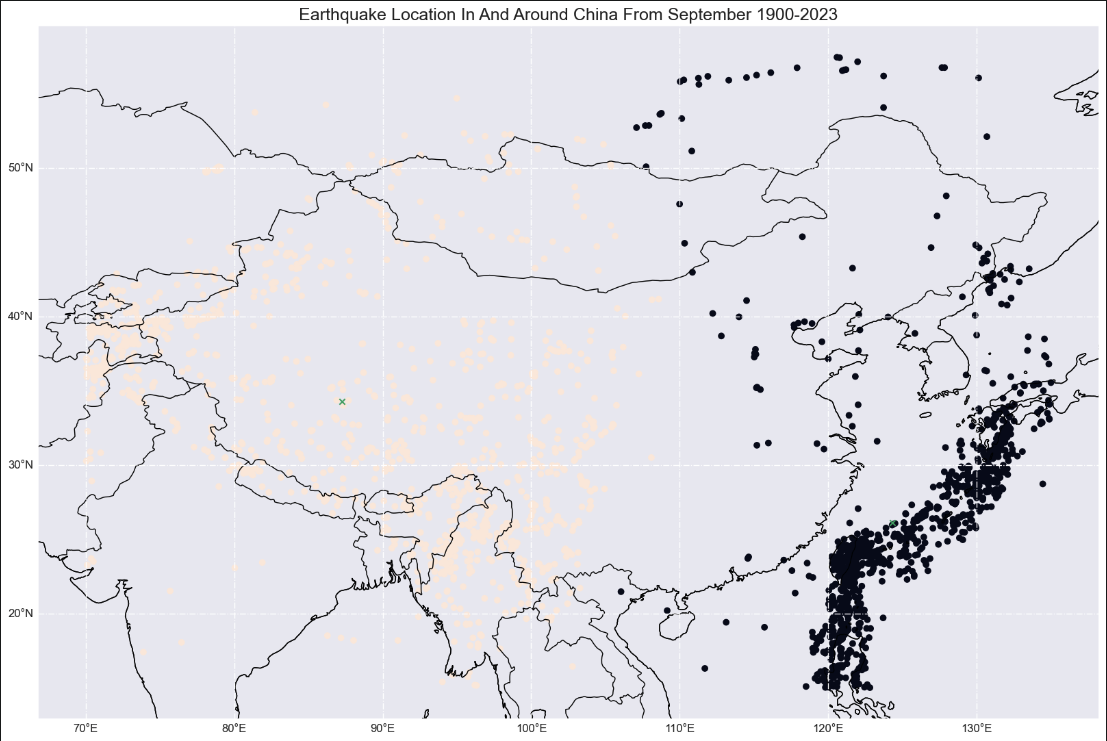 Earthquake Location In And Around China From September 1900-2023
50°N
40°N
30°N
20°N
70°E 80°E 90°E 100°E 110°E 120°E 130°E